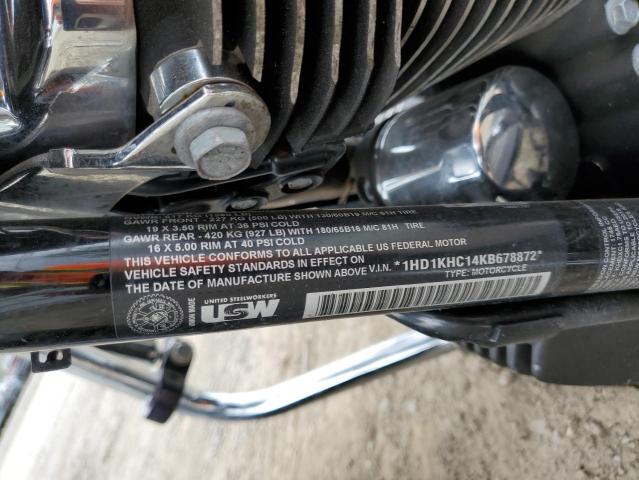 GAWR FRONT - 227 KG (500 LB) WITH 130/60B19 M/C 61H TIRE
19 X 3.50 RIM AT 36 PSI COLD
GAWR REAR - 420 KG (927 LB) WITH 180/65B16 M/C 81H TIRE
16 X 5.00 RIM AT 40 PSI COLD
THIS VEHICLE CONFORMS TO ALL APPLICABLE US FEDERAL MOTOR
VEHICLE SAFETY STANDARDS IN EFFECT ON
THE DATE OF MANUFACTURE SHOWN ABOVE V.I.N. *1HD1KHC14KB678872*
TYPE: MOTORCYCLE
UNITED STEELWORKERS
USW